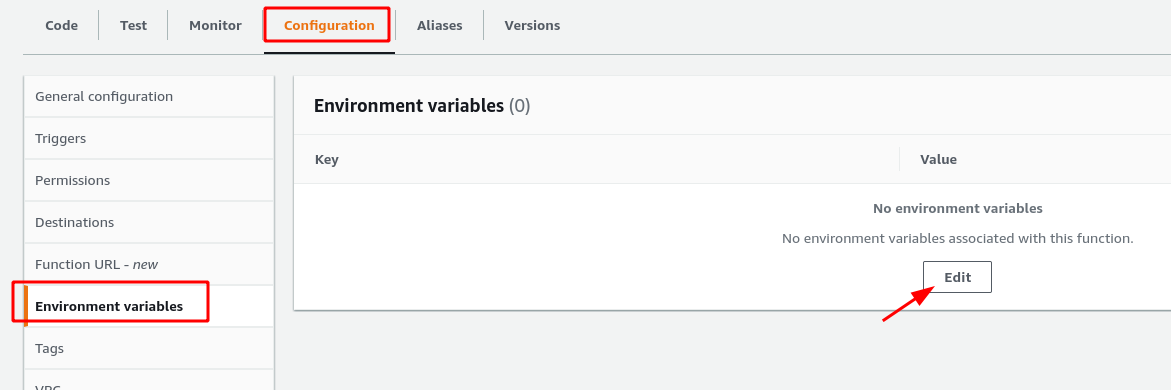 Code Test Monitor Configuration Aliases Versions
General configuration
Triggers
Permissions
Destinations
Function URL - new
Environment variables
Tags
VPC
Environment variables (0)
Key Value
No environment variables
No environment variables associated with this function.
Edit